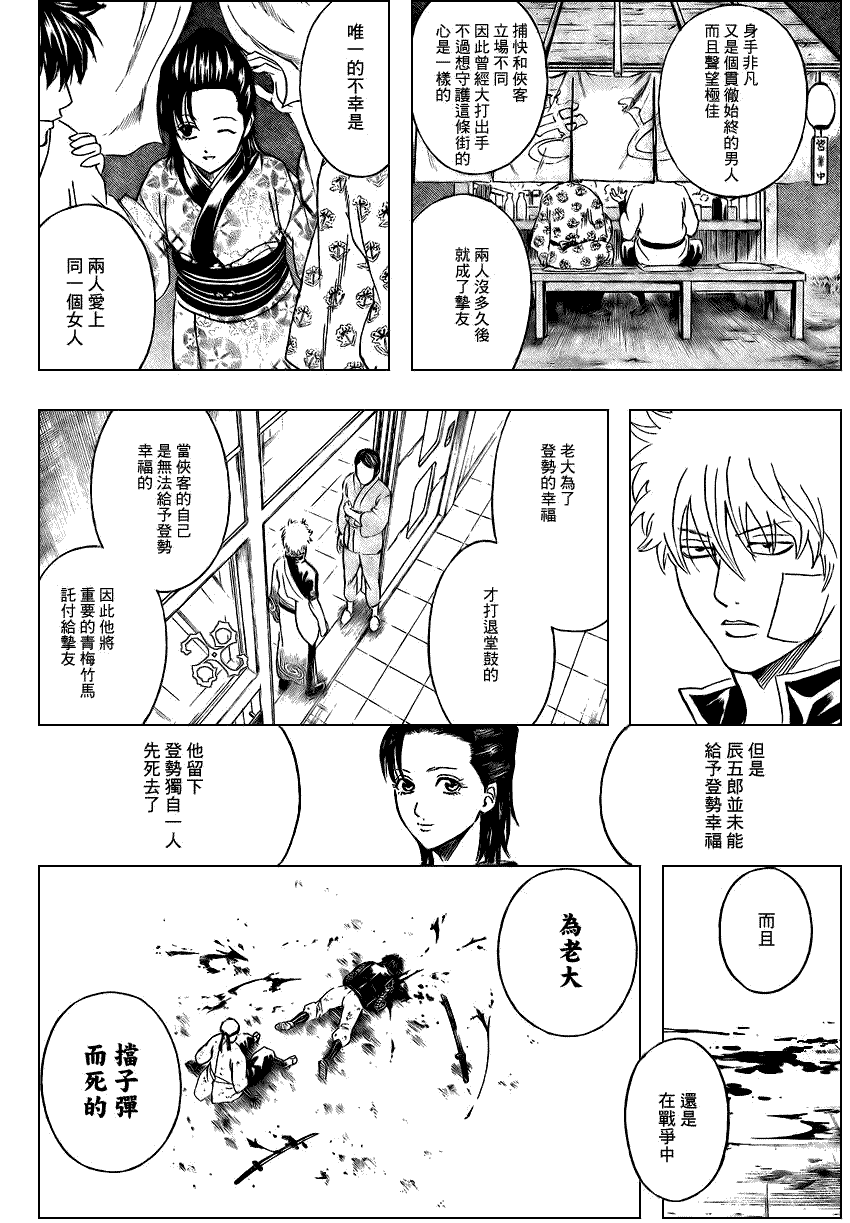 身手非凡
又是個貫徹始終的男人
而且聲望極佳
捕快和俠客
立場不同
因此曾經大打出手
不過想守護這條街的
心是一樣的
營業中
兩人沒多久後
就成了摯友
唯一的不幸是
兩人愛上
同一個女人
老大為了
登勢的幸福
才打退堂鼓的
當俠客的自己
是無法給予登勢
幸福的
因此他將
重要的青梅竹馬
託付給摯友
但是
辰五郎並未能
給予登勢幸福
他留下
登勢獨自一人
先死去了
而且
還是
在戰爭中
為老大
擋子彈
而死的